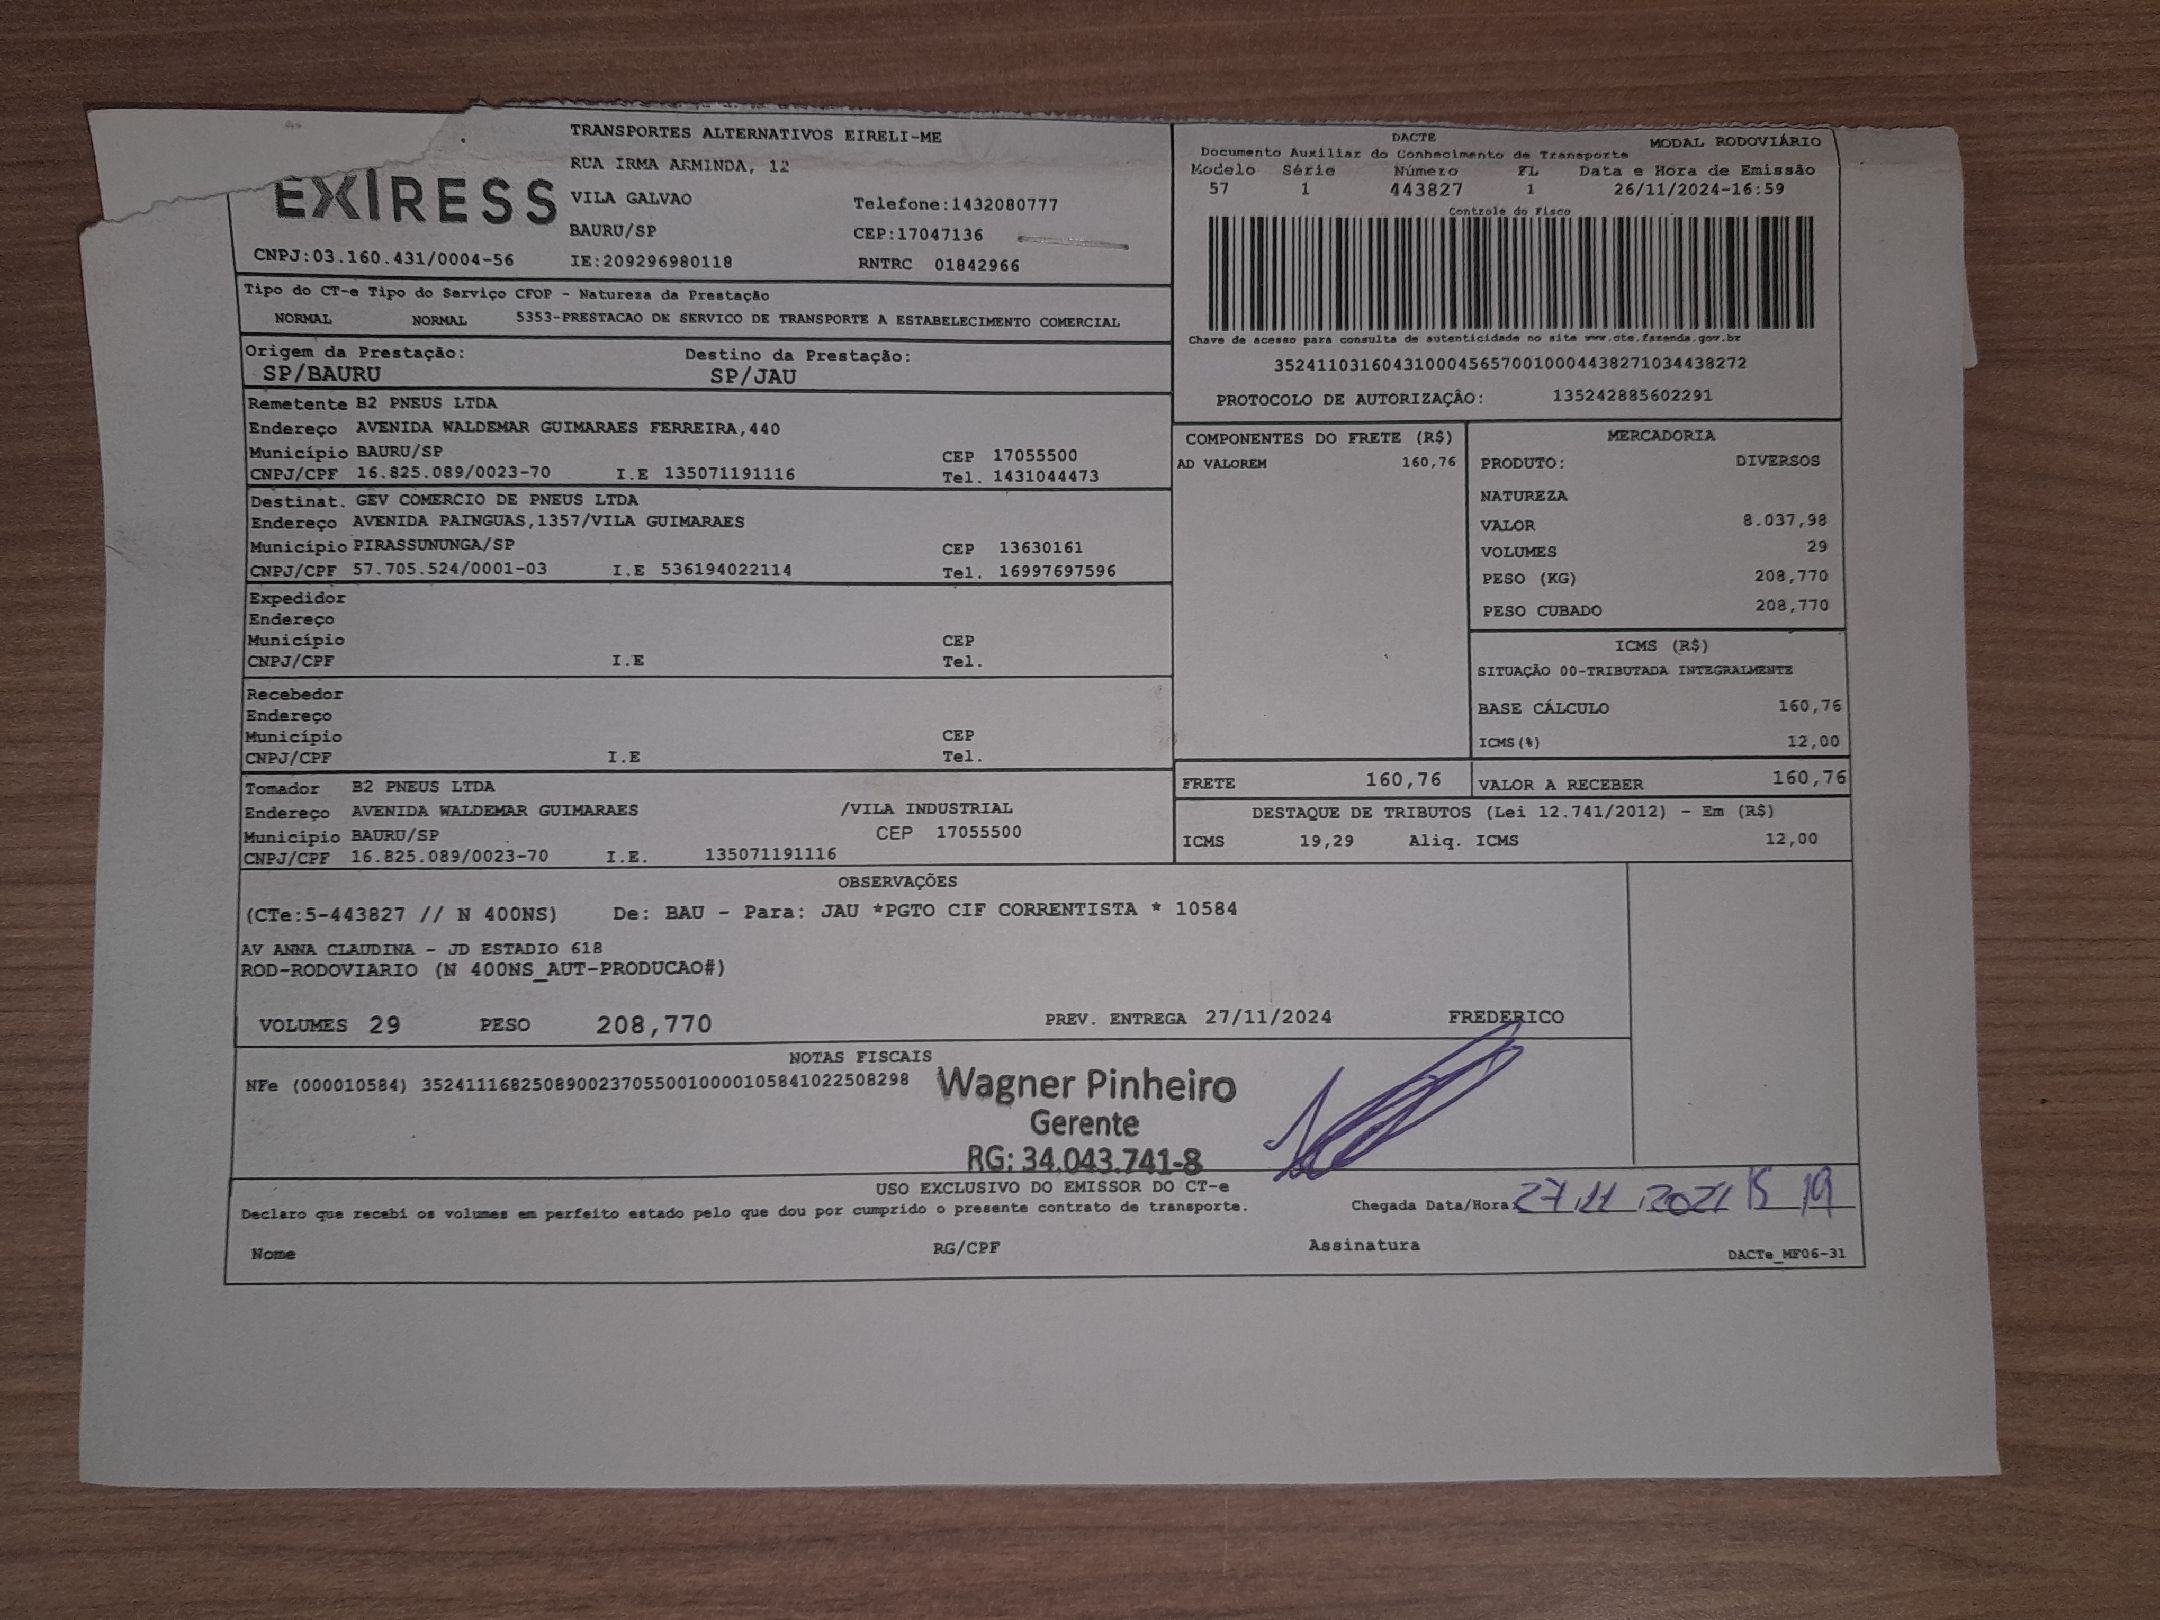 TRANSPORTES ALTERNATIVOS EIRELI-ME
RUA IRMA ARMINDA, 12
EXIRESS
VILA GALVAO Telefone:1432080777
BAURU/SP CEP:17047136
CNPJ:03.160.431/0004-56 IE:209296980118 RNTRC 01842966
DACTE MODAL RODOVIÁRIO
Documento Auxiliar do Conhecimento de Transporte
Modelo Série Número FL Data e Hora de Emissão
57 1 443827 1 26/11/2024-16:59
Controle do Fisco
Chave de acesso para consulta de autenticidade no site www.cte.fazenda.gov.br
35241103160431000456570010004438271034438272
PROTOCOLO DE AUTORIZAÇÃO: 135242885602291
Tipo do CT-e Tipo do Serviço CFOP - Natureza da Prestação
NORMAL NORMAL 5353-PRESTACAO DE SERVICO DE TRANSPORTE A ESTABELECIMENTO COMERCIAL
Origem da Prestação: Destino da Prestação:
SP/BAURU SP/JAU
Remetente B2 PNEUS LTDA
Endereço AVENIDA WALDEMAR GUIMARAES FERREIRA,440
Município BAURU/SP CEP 17055500
CNPJ/CPF 16.825.089/0023-70 I.E 135071191116 Tel. 1431044473
Destinat. GEV COMERCIO DE PNEUS LTDA
Endereço AVENIDA PAINGUAS,1357/VILA GUIMARAES
Município PIRASSUNUNGA/SP CEP 13630161
CNPJ/CPF 57.705.524/0001-03 I.E 536194022114 Tel. 16997697596
Expedidor
Endereço
Município CEP
CNPJ/CPF I.E Tel.
Recebedor
Endereço
Município CEP
CNPJ/CPF I.E Tel.
Tomador B2 PNEUS LTDA
Endereço AVENIDA WALDEMAR GUIMARAES /VILA INDUSTRIAL
Município BAURU/SP CEP 17055500
CNPJ/CPF 16.825.089/0023-70 I.E. 135071191116
COMPONENTES DO FRETE (R$)
AD VALOREM 160,76
MERCADORIA
PRODUTO: DIVERSOS
NATUREZA
VALOR 8.037,98
VOLUMES 29
PESO (KG) 208,770
PESO CUBADO 208,770
ICMS (R$)
SITUAÇÃO 00-TRIBUTADA INTEGRALMENTE
BASE CÁLCULO 160,76
ICMS(%) 12,00
FRETE 160,76 VALOR A RECEBER 160,76
DESTAQUE DE TRIBUTOS (Lei 12.741/2012) - Em (R$)
ICMS 19,29 Aliq. ICMS 12,00
OBSERVAÇÕES
(CTe:5-443827 // N 400NS) De: BAU - Para: JAU *PGTO CIF CORRENTISTA * 10584
AV ANNA CLAUDINA - JD ESTADIO 618
ROD-RODOVIARIO (N 400NS_AUT-PRODUCAO#)
VOLUMES 29 PESO 208,770 PREV. ENTREGA 27/11/2024 FREDERICO
NOTAS FISCAIS
NFe (000010584) 35241116825089002370550010000105841022508298
Wagner Pinheiro
Gerente
RG: 34.043.741-8
USO EXCLUSIVO DO EMISSOR DO CT-e
Declaro que recebi os volumes em perfeito estado pelo que dou por cumprido o presente contrato de transporte. Chegada Data/Hora: 27 11
Nome RG/CPF Assinatura DACTe_MF06-31